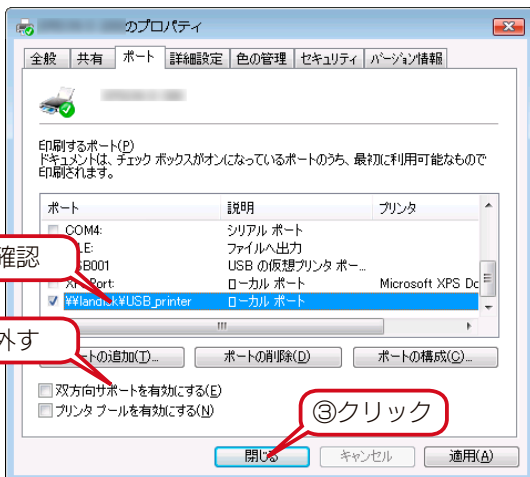 のプロパティ
全般 共有 ポート 詳細設定 色の管理 セキュリティ バージョン情報
印刷するポート(P)
ドキュメントは、チェック ボックスがオンになっているポートのうち、最初に利用可能なもので
印刷されます。
ポート 説明 プリンタ
COM4: シリアル ポート
LE: ファイルへ出力
B001 USB の仮想プリンタ ポー...
XPSPort: ローカル ポート Microsoft XPS Dc
確認
¥¥landisk¥USB_printer ローカル ポート
外す
ートの追加(T)... ポートの削除(D) ポートの構成(C)...
双方向サポートを有効にする(E)
プリンタ プールを有効にする(N)
③クリック
閉じる キャンセル 適用(A)